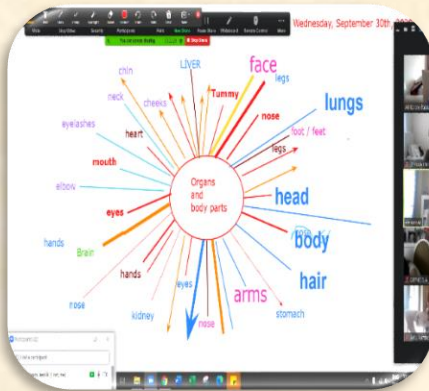 Wednesday, September 30th,
chin
LIVER
face
legs
neck
cheeks
Tummy
lungs
eyelashes
heart
nose
foot / feet
legs
mouth
elbow
Organs
and
body parts
head
eyes
body
hands
Brain
hair
hands
eyes
arms
nose
kidney
nose
stomach